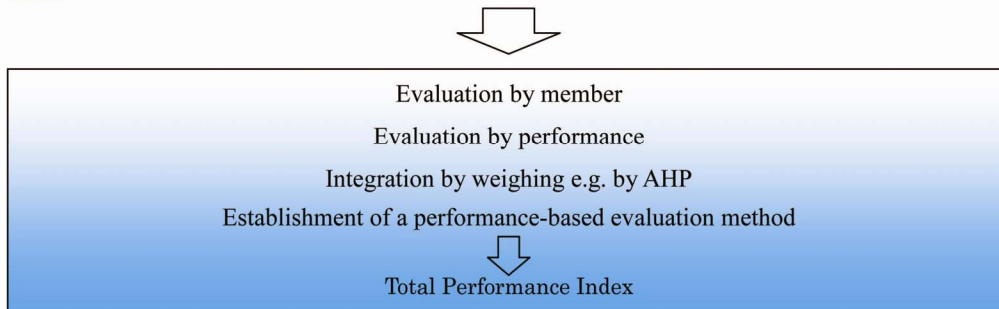 Evaluation by member
Evaluation by performance
Integration by weighing e.g. by AHP
Establishment of a performance-based evaluation method
Total Performance Index